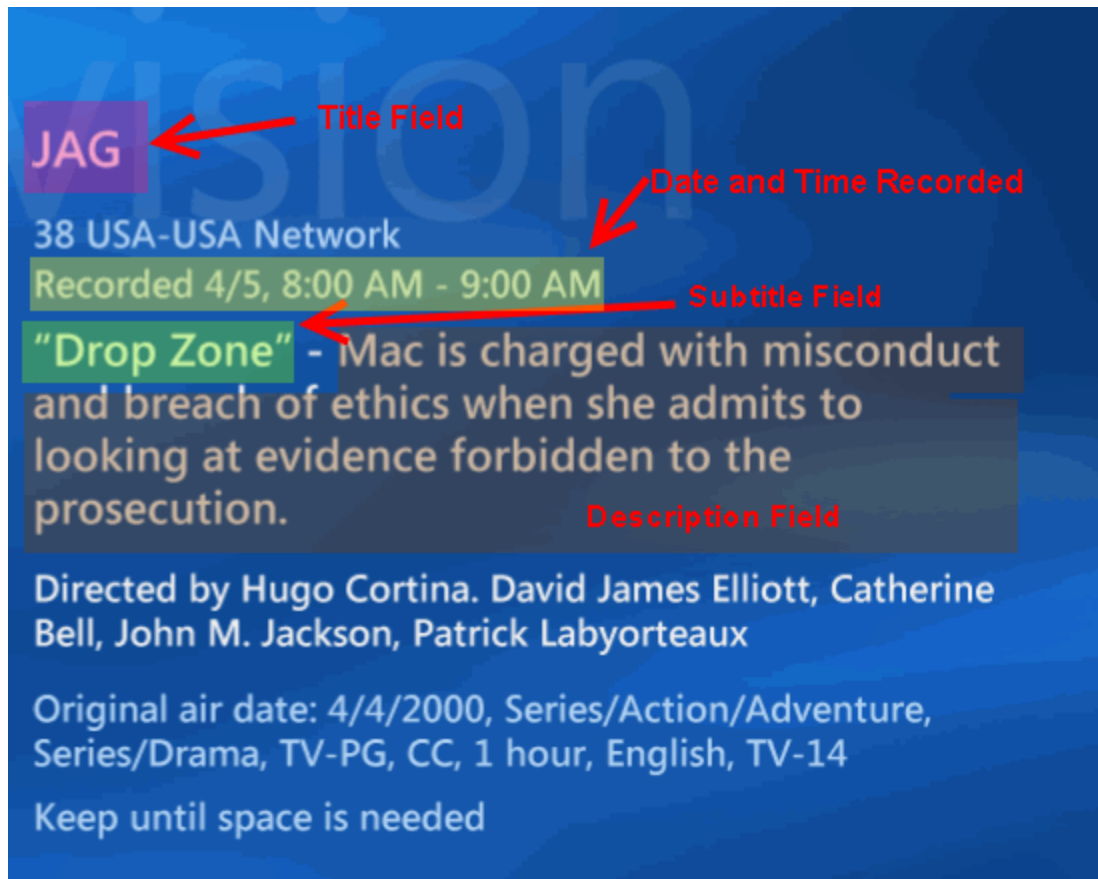 vision
JAG
Title Field
Date and Time Recorded
38 USA-USA Network
Recorded 4/5, 8:00 AM - 9:00 AM
Subtitle Field
“Drop Zone” - Mac is charged with misconduct
and breach of ethics when she admits to
looking at evidence forbidden to the
prosecution.
Description Field
Directed by Hugo Cortina. David James Elliott, Catherine
Bell, John M. Jackson, Patrick Labyorteaux
Original air date: 4/4/2000, Series/Action/Adventure,
Series/Drama, TV-PG, CC, 1 hour, English, TV-14
Keep until space is needed